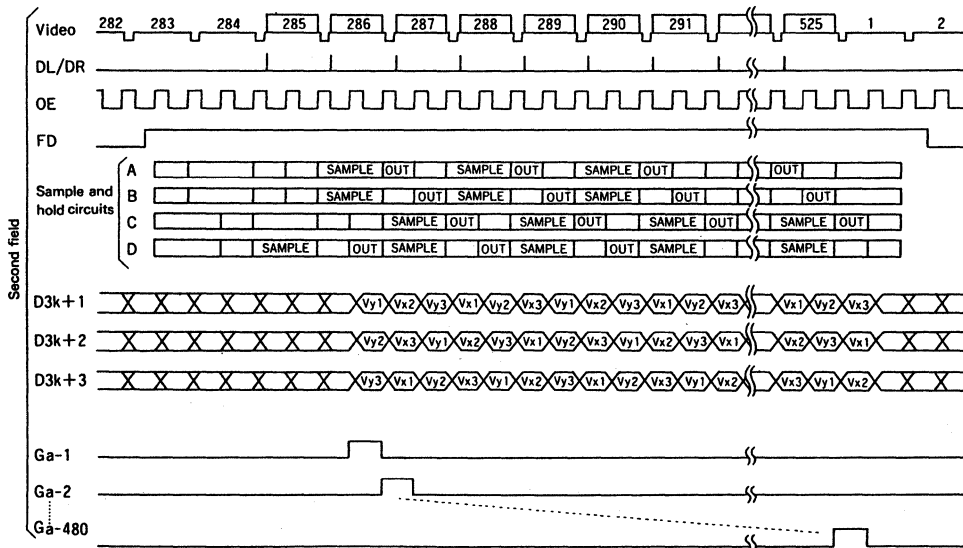 Second field
Video 282 283 284 285 286 287 288 289 290 291 525 1 2
DL/DR
OE
FD
Sample and hold circuits
A SAMPLE OUT SAMPLE OUT SAMPLE OUT OUT
B SAMPLE OUT SAMPLE OUT SAMPLE OUT OUT
C SAMPLE OUT SAMPLE OUT SAMPLE OUT SAMPLE OUT
D SAMPLE OUT SAMPLE OUT SAMPLE OUT SAMPLE SAMPLE
D3k+1 Vy1 Vx2 Vy3 Vx1 Vy2 Vx3 Vy1 Vx2 Vy3 Vx1 Vy2 Vx3 Vx1 Vy2 Vx3
D3k+2 Vy2 Vx3 Vy1 Vx2 Vy3 Vx1 Vy2 Vx3 Vy1 Vx2 Vy3 Vx1 Vx2 Vy3 Vx1
D3k+3 Vy3 Vx1 Vy2 Vx3 Vy1 Vx2 Vy3 Vx1 Vy2 Vx3 Vy1 Vx2 Vx3 Vy1 Vx2
Ga-1
Ga-2
Ga-480